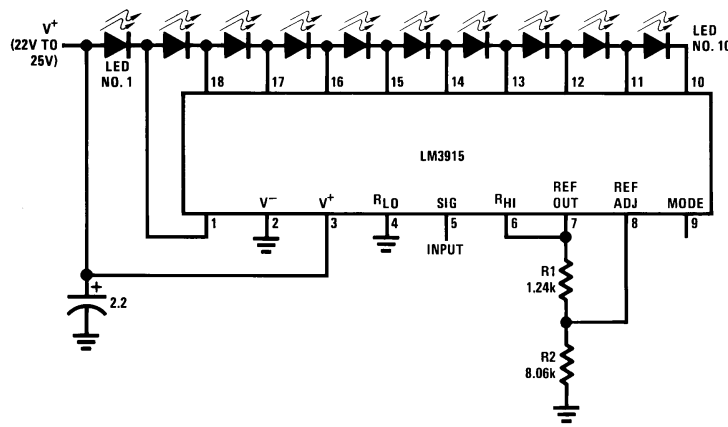 V+
(22V TO
25V)
LED
NO. 1
LED
NO. 10
18
17
16
15
14
13
12
11
10
LM3915
V−
V+
RLO
SIG
RHI
REF
OUT
REF
ADJ
MODE
1
2
3
4
5
6
7
8
9
INPUT
+
2.2
R1
1.24k
R2
8.06k